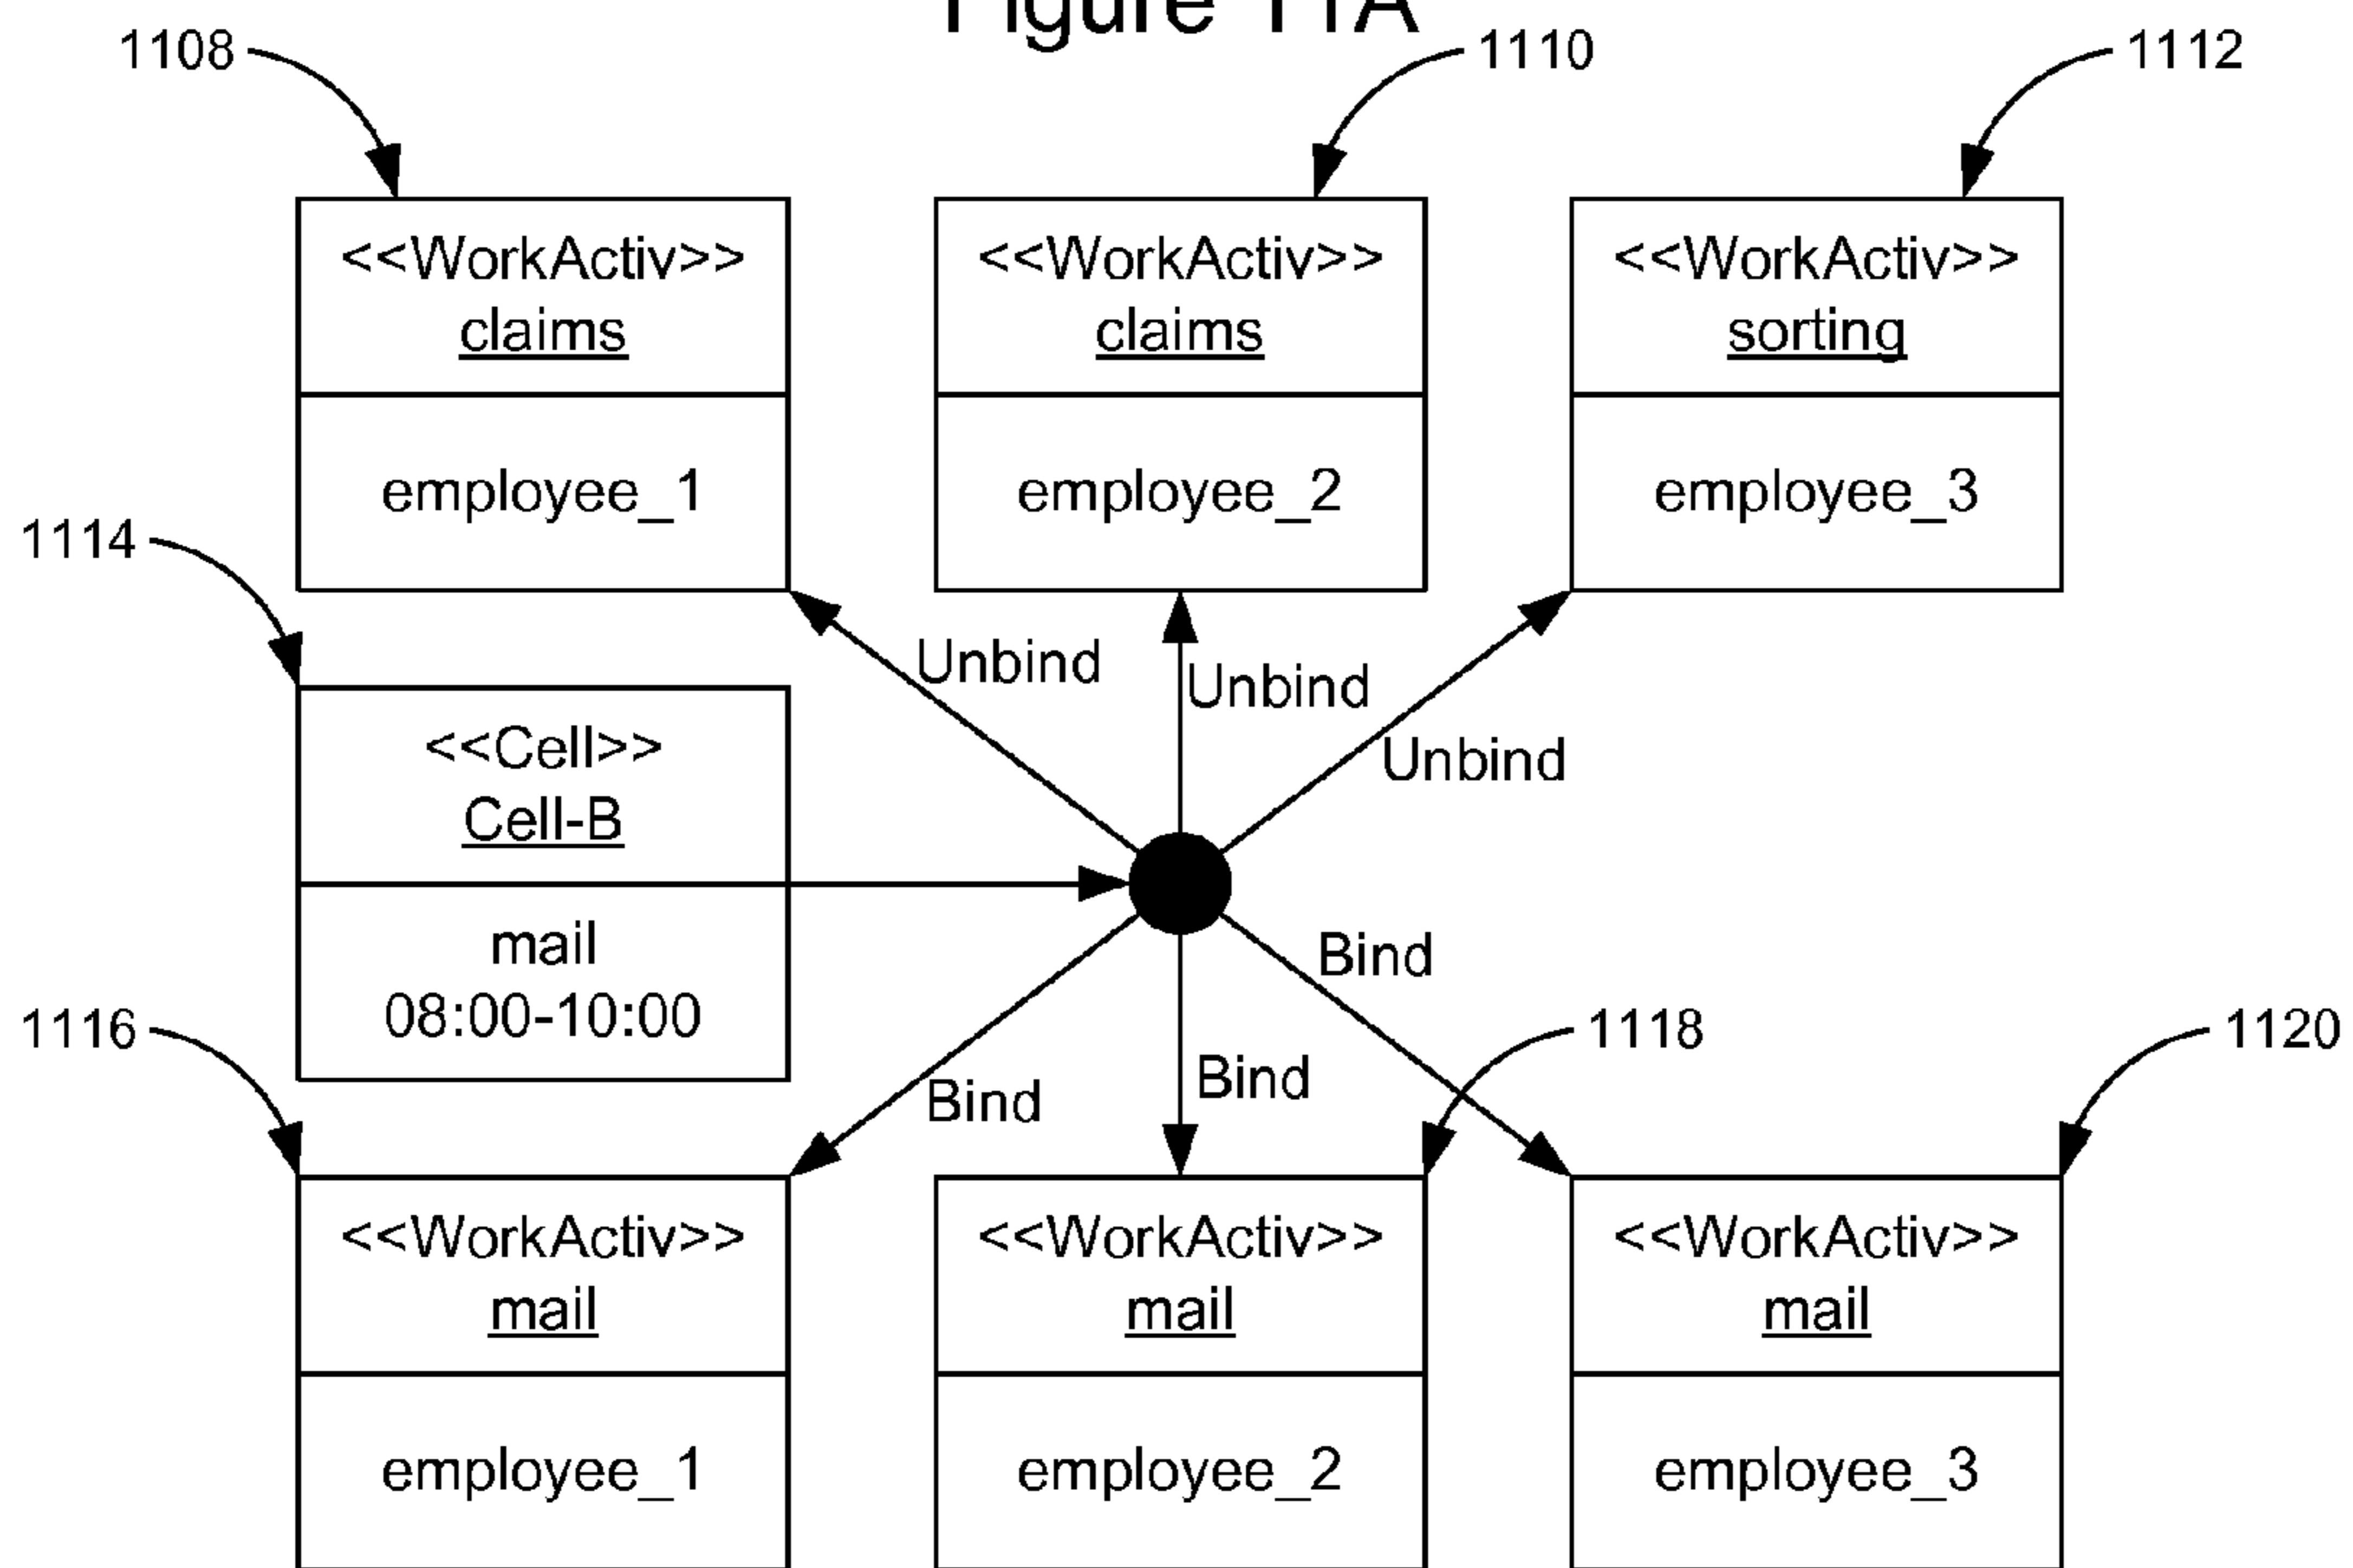 Figure 11A
1108
1110
1112
<<WorkActiv>>
claims
employee_1
<<WorkActiv>>
claims
employee_2
<<WorkActiv>>
sorting
employee_3
1114
Unbind
Unbind
Unbind
<<Cell>>
Cell-B
mail
08:00-10:00
Bind
Bind
Bind
1116
1118
1120
<<WorkActiv>>
mail
employee_1
<<WorkActiv>>
mail
employee_2
<<WorkActiv>>
mail
employee_3